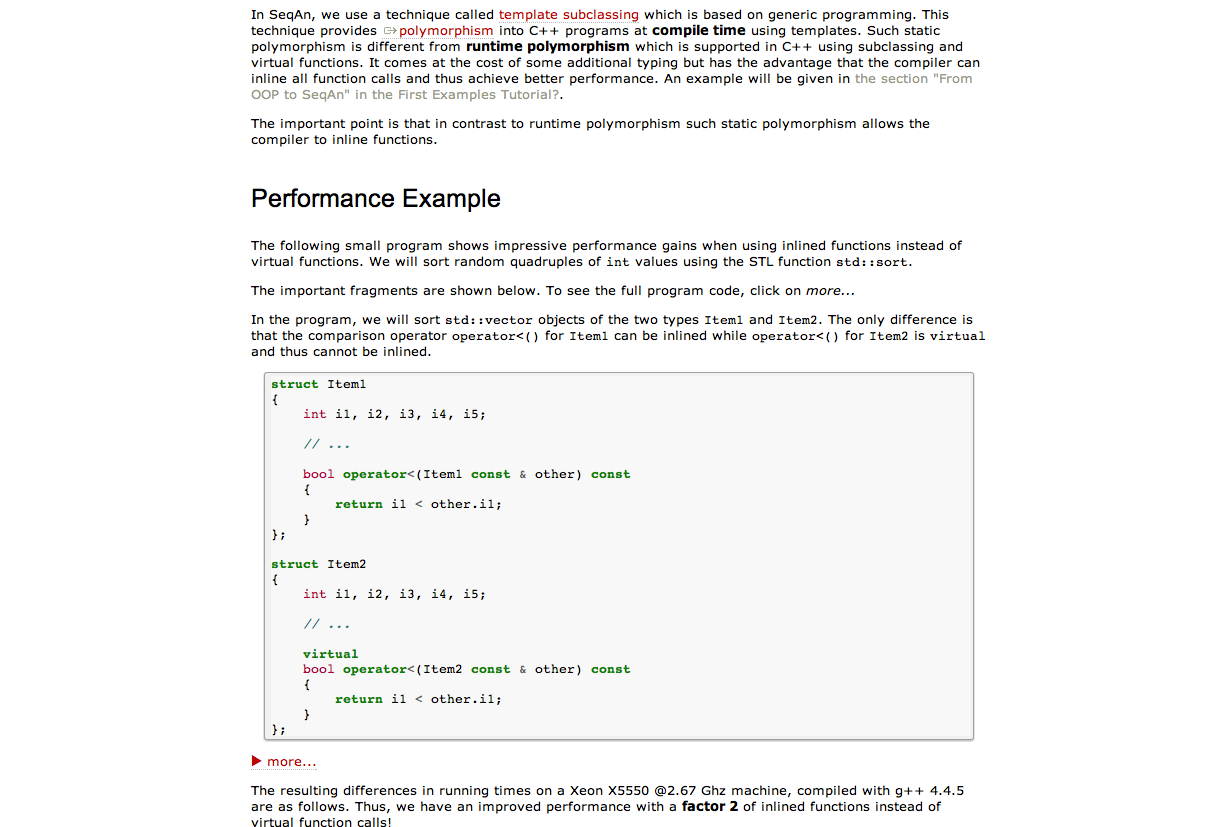 In SeqAn, we use a technique called template subclassing which is based on generic programming. This
technique provides polymorphism into C++ programs at compile time using templates. Such static
polymorphism is different from runtime polymorphism which is supported in C++ using subclassing and
virtual functions. It comes at the cost of some additional typing but has the advantage that the compiler can
inline all function calls and thus achieve better performance. An example will be given in the section "From
OOP to SeqAn" in the First Examples Tutorial?.
The important point is that in contrast to runtime polymorphism such static polymorphism allows the
compiler to inline functions.
Performance Example
The following small program shows impressive performance gains when using inlined functions instead of
virtual functions. We will sort random quadruples of int values using the STL function std::sort.
The important fragments are shown below. To see the full program code, click on more...
In the program, we will sort std::vector objects of the two types Item1 and Item2. The only difference is
that the comparison operator operator<() for Item1 can be inlined while operator<() for Item2 is virtual
and thus cannot be inlined.
struct Item1
{
    int i1, i2, i3, i4, i5;
    // ...
    bool operator<(Item1 const & other) const
    {
        return i1 < other.i1;
    }
};
struct Item2
{
    int i1, i2, i3, i4, i5;
    // ...
    virtual
    bool operator<(Item2 const & other) const
    {
        return i1 < other.i1;
    }
};
more...
The resulting differences in running times on a Xeon X5550 @2.67 Ghz machine, compiled with g++ 4.4.5
are as follows. Thus, we have an improved performance with a factor 2 of inlined functions instead of
virtual function calls!